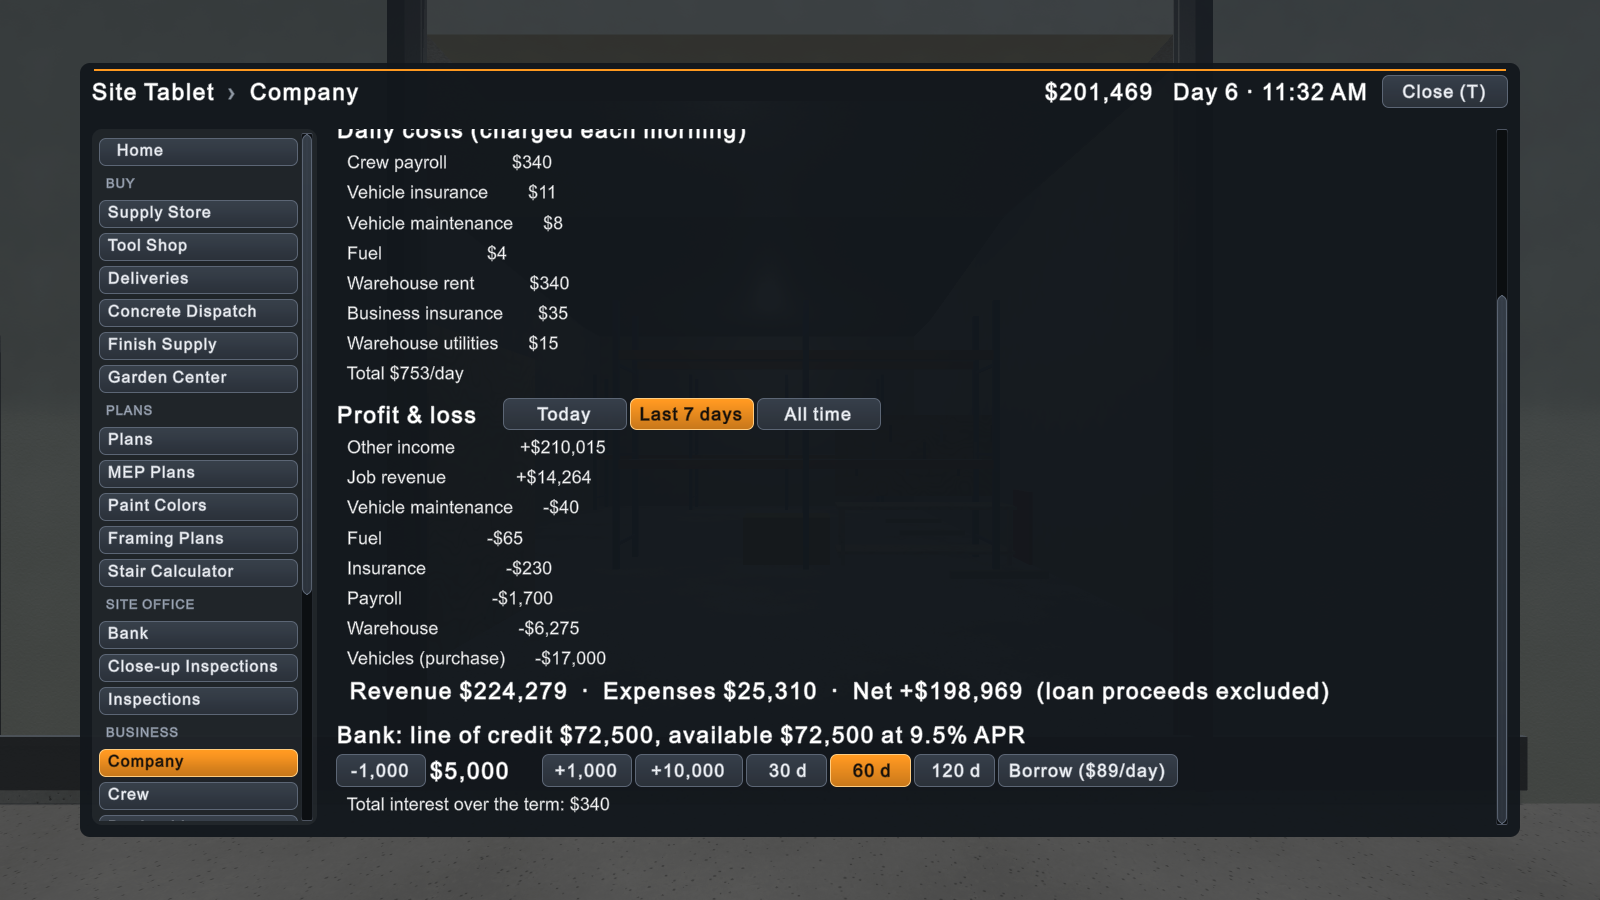 Site Tablet › Company
$201,469 Day 6 · 11:32 AM Close (T)
Home
BUY
Supply Store
Tool Shop
Deliveries
Concrete Dispatch
Finish Supply
Garden Center
PLANS
Plans
MEP Plans
Paint Colors
Framing Plans
Stair Calculator
SITE OFFICE
Bank
Close-up Inspections
Inspections
BUSINESS
Company
Crew
Daily costs (charged each morning)
Crew payroll $340
Vehicle insurance $11
Vehicle maintenance $8
Fuel $4
Warehouse rent $340
Business insurance $35
Warehouse utilities $15
Total $753/day
Profit & loss Today Last 7 days All time
Other income +$210,015
Job revenue +$14,264
Vehicle maintenance -$40
Fuel -$65
Insurance -$230
Payroll -$1,700
Warehouse -$6,275
Vehicles (purchase) -$17,000
Revenue $224,279 · Expenses $25,310 · Net +$198,969 (loan proceeds excluded)
Bank: line of credit $72,500, available $72,500 at 9.5% APR
-1,000 $5,000 +1,000 +10,000 30 d 60 d 120 d Borrow ($89/day)
Total interest over the term: $340